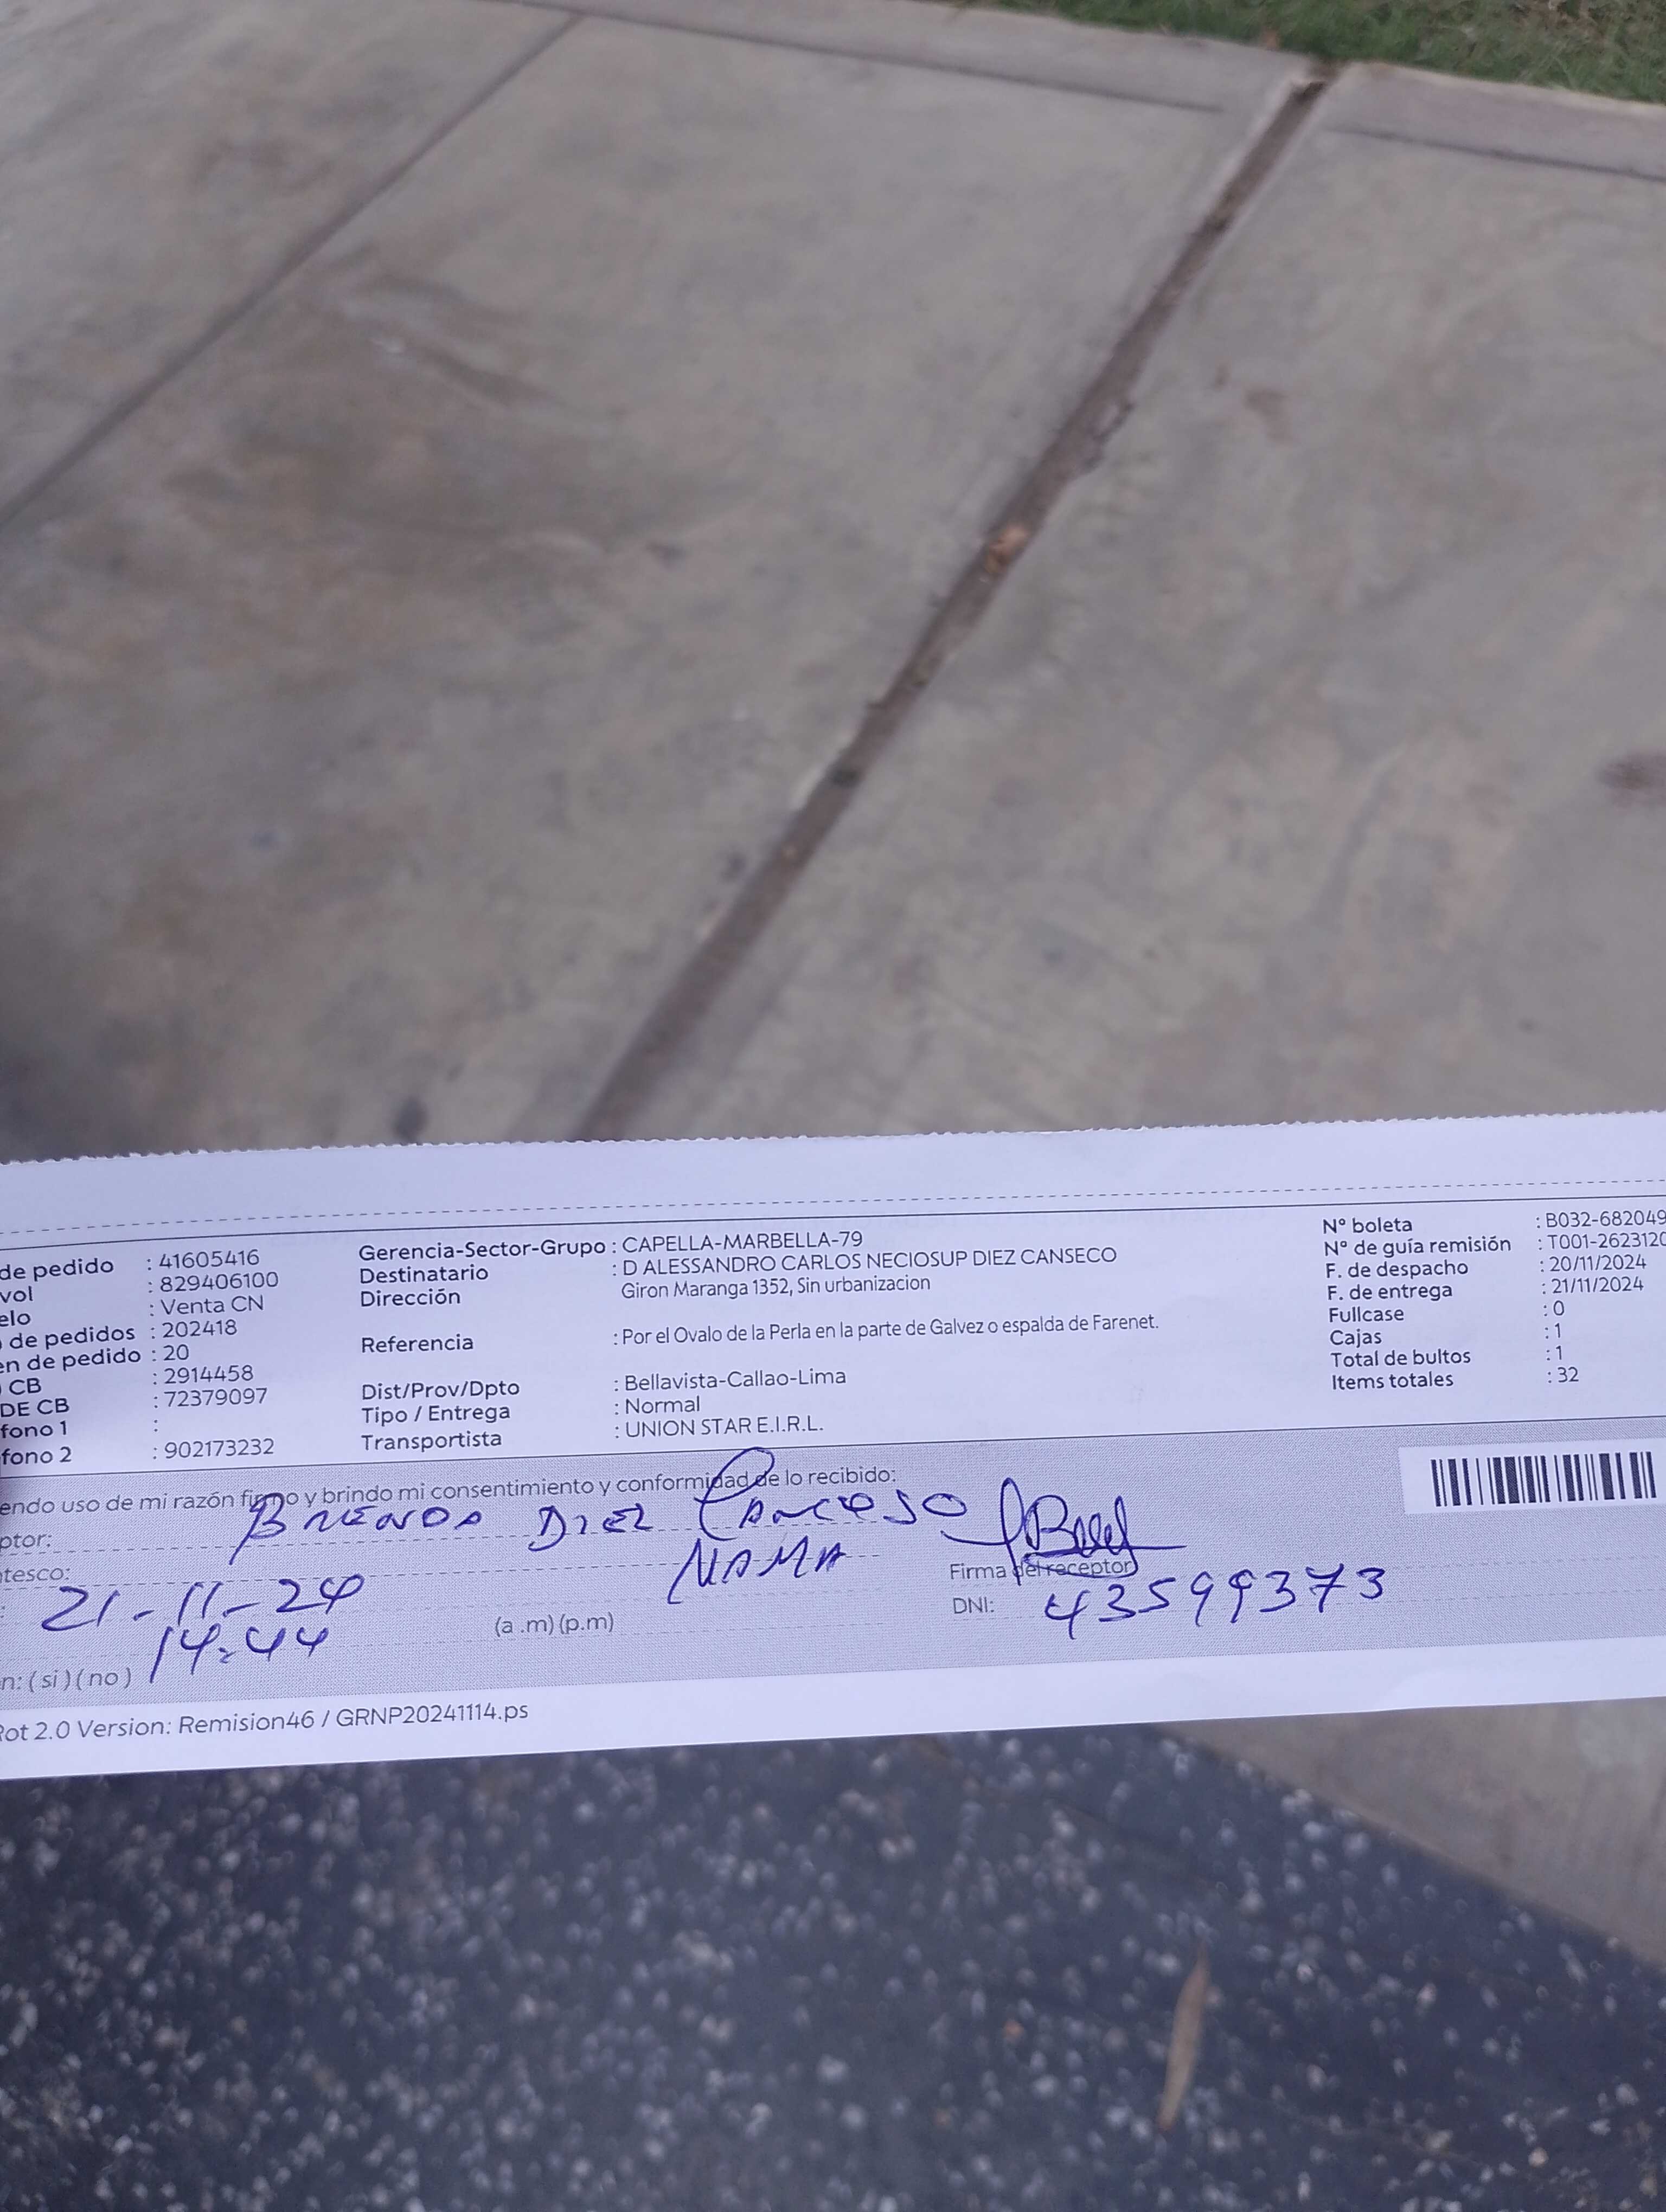 de pedido : 41605416
vol : 829406100
elo : Venta CN
de pedidos : 202418
en de pedido : 20
CB : 2914458
DE CB : 72379097
fono 1 :
fono 2 : 902173232
Gerencia-Sector-Grupo : CAPELLA-MARBELLA-79
Destinatario : D ALESSANDRO CARLOS NECIOSUP DIEZ CANSECO
Dirección Giron Maranga 1352, Sin urbanizacion
Referencia : Por el Ovalo de la Perla en la parte de Galvez o espalda de Farenet.
Dist/Prov/Dpto : Bellavista-Callao-Lima
Tipo / Entrega : Normal
Transportista : UNION STAR E.I.R.L.
Nº boleta : B032-682049
Nº de guía remisión : T001-2623120
F. de despacho : 20/11/2024
F. de entrega : 21/11/2024
Fullcase : 0
Cajas : 1
Total de bultos : 1
Items totales : 32
endo uso de mi razón firmo y brindo mi consentimiento y conformidad de lo recibido:
ptor: Brenda Diez Canseco
tesco: MAMA
Firma del receptor
: 21-11-24
14:44 (a .m) (p.m)
DNI: 43599373
n: ( si ) ( no )
Rot 2.0 Version: Remision46 / GRNP20241114.ps